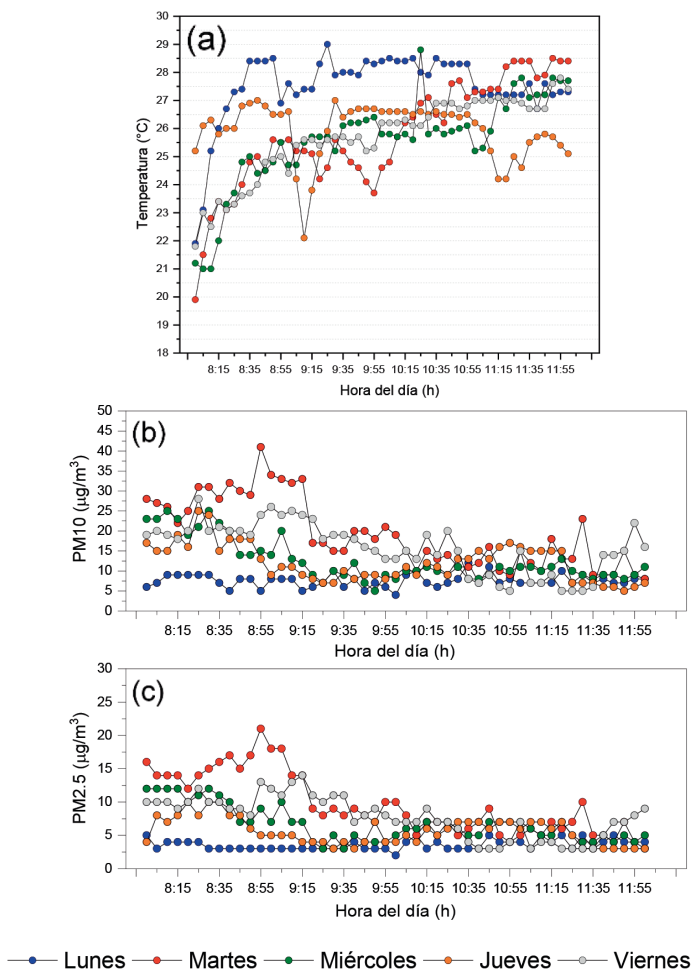 (a)
Temperatura (°C)
30
29
28
27
26
25
24
23
22
21
20
19
18
8:15 8:35 8:55 9:15 9:35 9:55 10:15 10:35 10:55 11:15 11:35 11:55
Hora del día (h)
(b)
PM10 (µg/m³)
50
45
40
35
30
25
20
15
10
5
0
8:15 8:35 8:55 9:15 9:35 9:55 10:15 10:35 10:55 11:15 11:35 11:55
Hora del día (h)
(c)
PM2.5 (µg/m³)
30
25
20
15
10
5
0
8:15 8:35 8:55 9:15 9:35 9:55 10:15 10:35 10:55 11:15 11:35 11:55
Hora del día (h)
Lunes Martes Miércoles Jueves Viernes